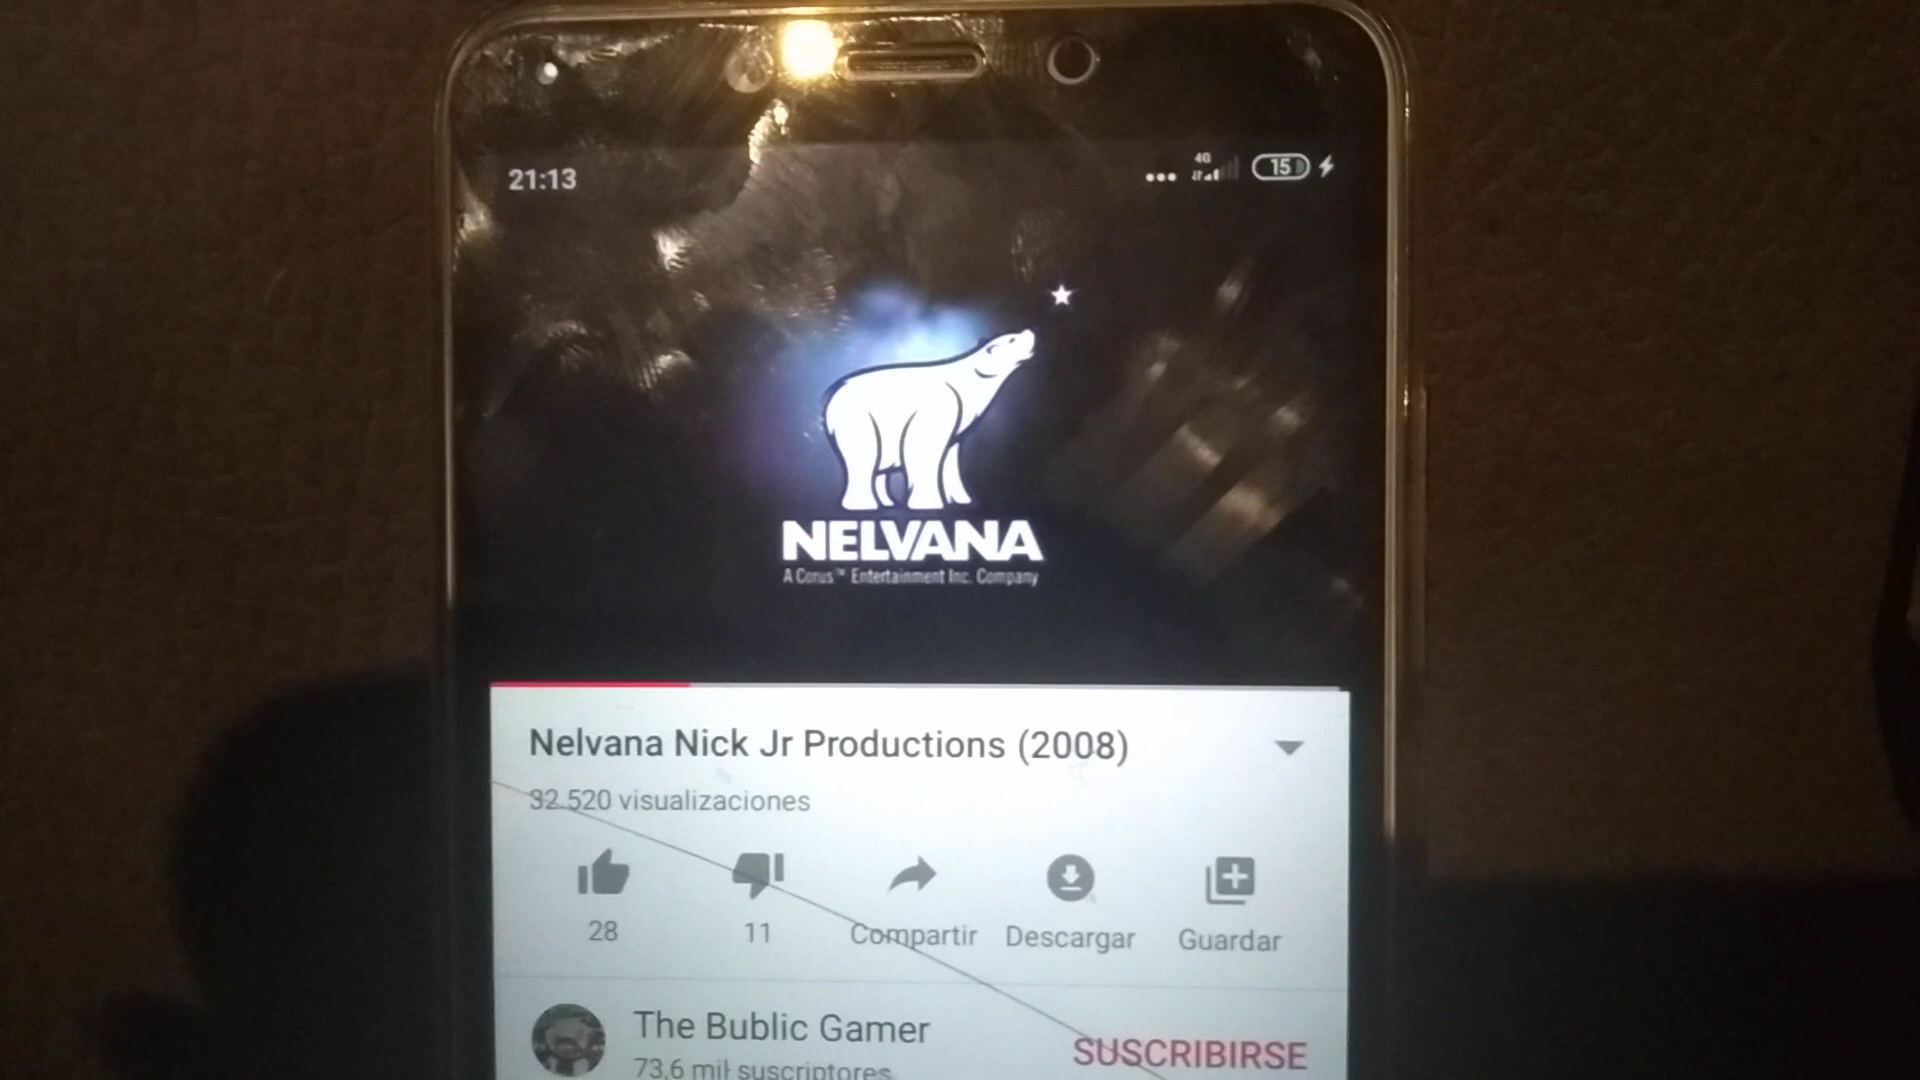 21:13
4G
15
NELVANA
A Corus™ Entertainment Inc. Company
Nelvana Nick Jr Productions (2008)
32.520 visualizaciones
28
11
Compartir
Descargar
Guardar
The Bublic Gamer
SUSCRIBIRSE
73,6 mil suscriptores